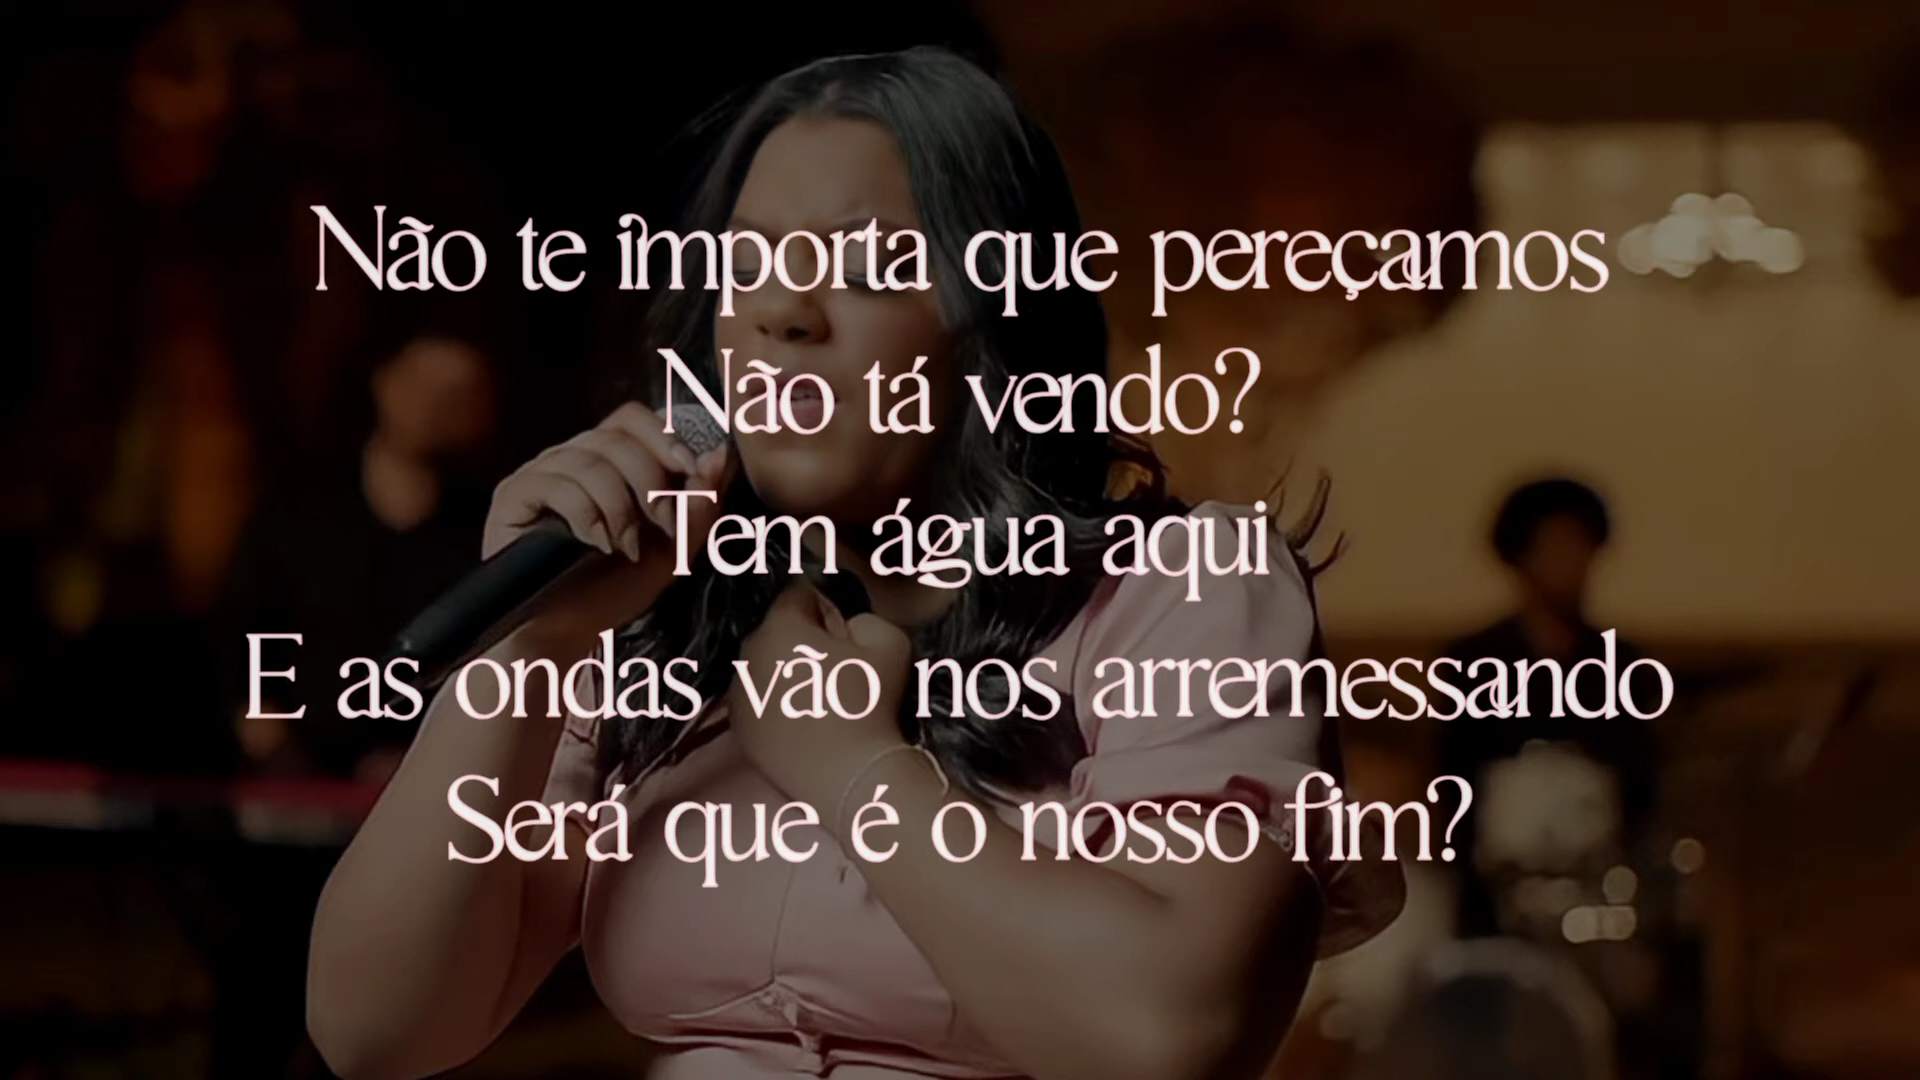 Não te importa que pereçamos
Não tá vendo?
Tem água aqui
E as ondas vão nos arremessando
Será que é o nosso fim?